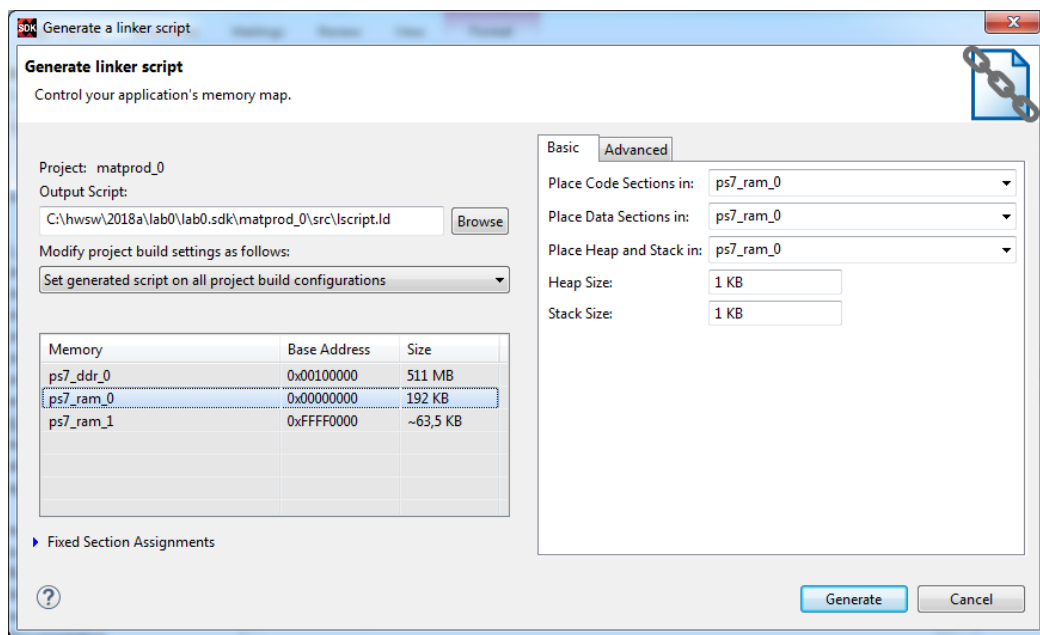 SDK Generate a linker script
Generate linker script
Control your application's memory map.
Project: matprod_0
Output Script:
C:\hwsw\2018a\lab0\lab0.sdk\matprod_0\src\lscript.ld Browse
Modify project build settings as follows:
Set generated script on all project build configurations
Memory Base Address Size
ps7_ddr_0 0x00100000 511 MB
ps7_ram_0 0x00000000 192 KB
ps7_ram_1 0xFFFF0000 ~63,5 KB
Fixed Section Assignments
Basic Advanced
Place Code Sections in: ps7_ram_0
Place Data Sections in: ps7_ram_0
Place Heap and Stack in: ps7_ram_0
Heap Size: 1 KB
Stack Size: 1 KB
? Generate Cancel